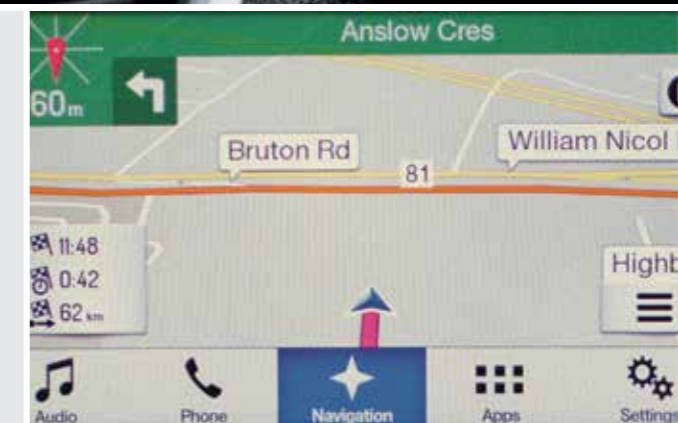 Anslow Cres
60m
Bruton Rd
William Nicol
81
11:48
0:42
62 km
Highb
Audio
Phone
Navigation
Apps
Settings